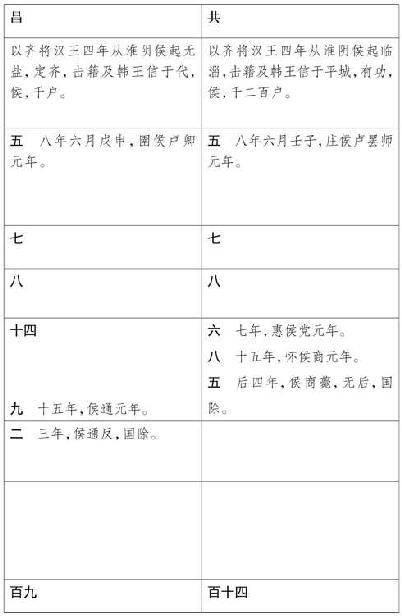 昌
共
以齐将汉王四年从淮阴侯起无
盐,定齐,击籍及韩王信于代,
侯,千户。
以齐将汉王四年从淮阴侯起临
淄,击籍及韩王信于平城,有功,
侯,千二百户。
五 八年六月戊申,圉侯卢卿
元年。
五 八年六月壬子,庄侯卢罢师
元年。
七
七
八
八
十四
九 十五年,侯通元年。
六 七年,惠侯党元年。
八 十五年,怀侯商元年。
五 后四年,侯商薨,无后,国
除。
二 三年,侯通反,国除。
百九
百十四